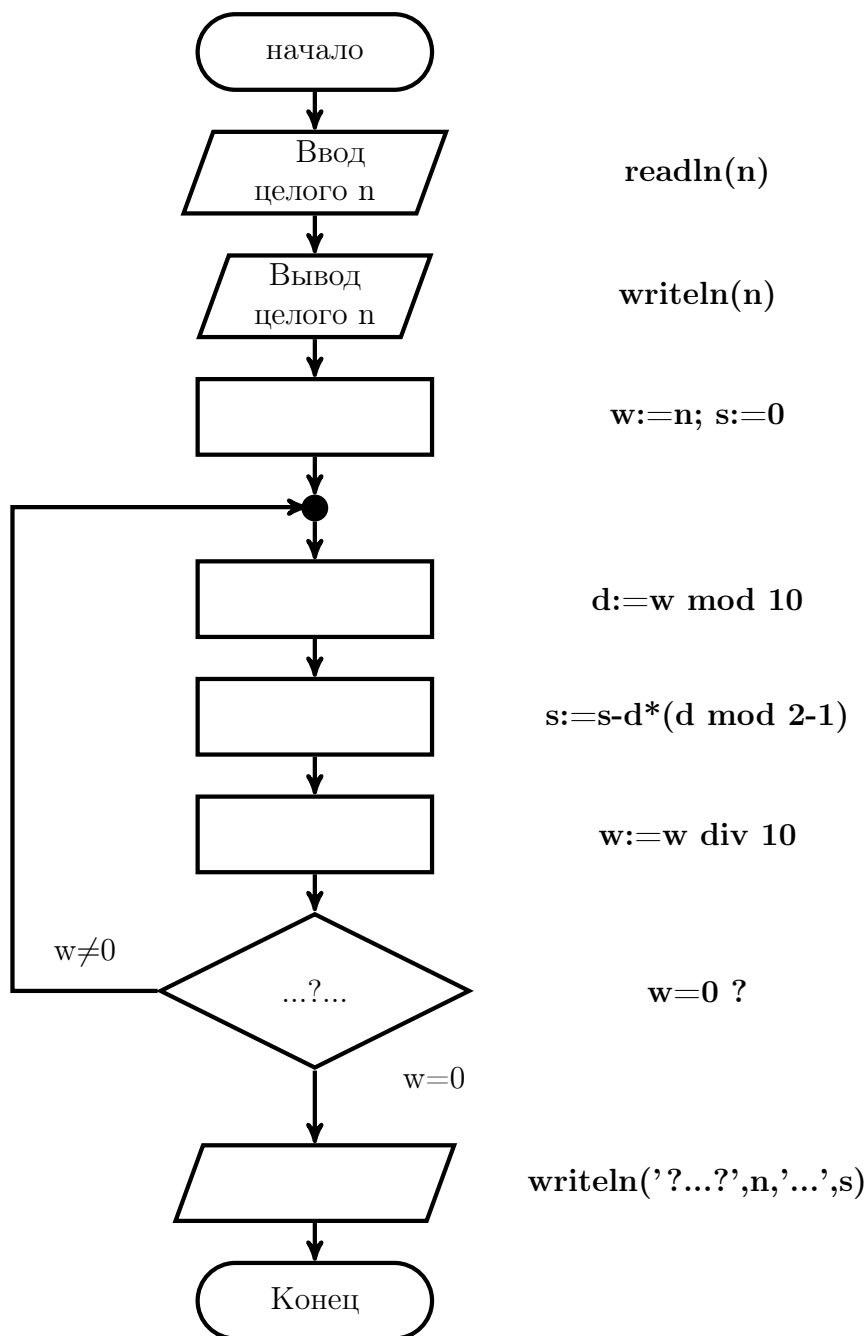 начало
Ввод
целого n
readln(n)
Вывод
целого n
writeln(n)
w:=n; s:=0
d:=w mod 10
s:=s-d*(d mod 2-1)
w:=w div 10
w≠0
...?...
w=0 ?
w=0
writeln('?...?',n,'...',s)
Конец